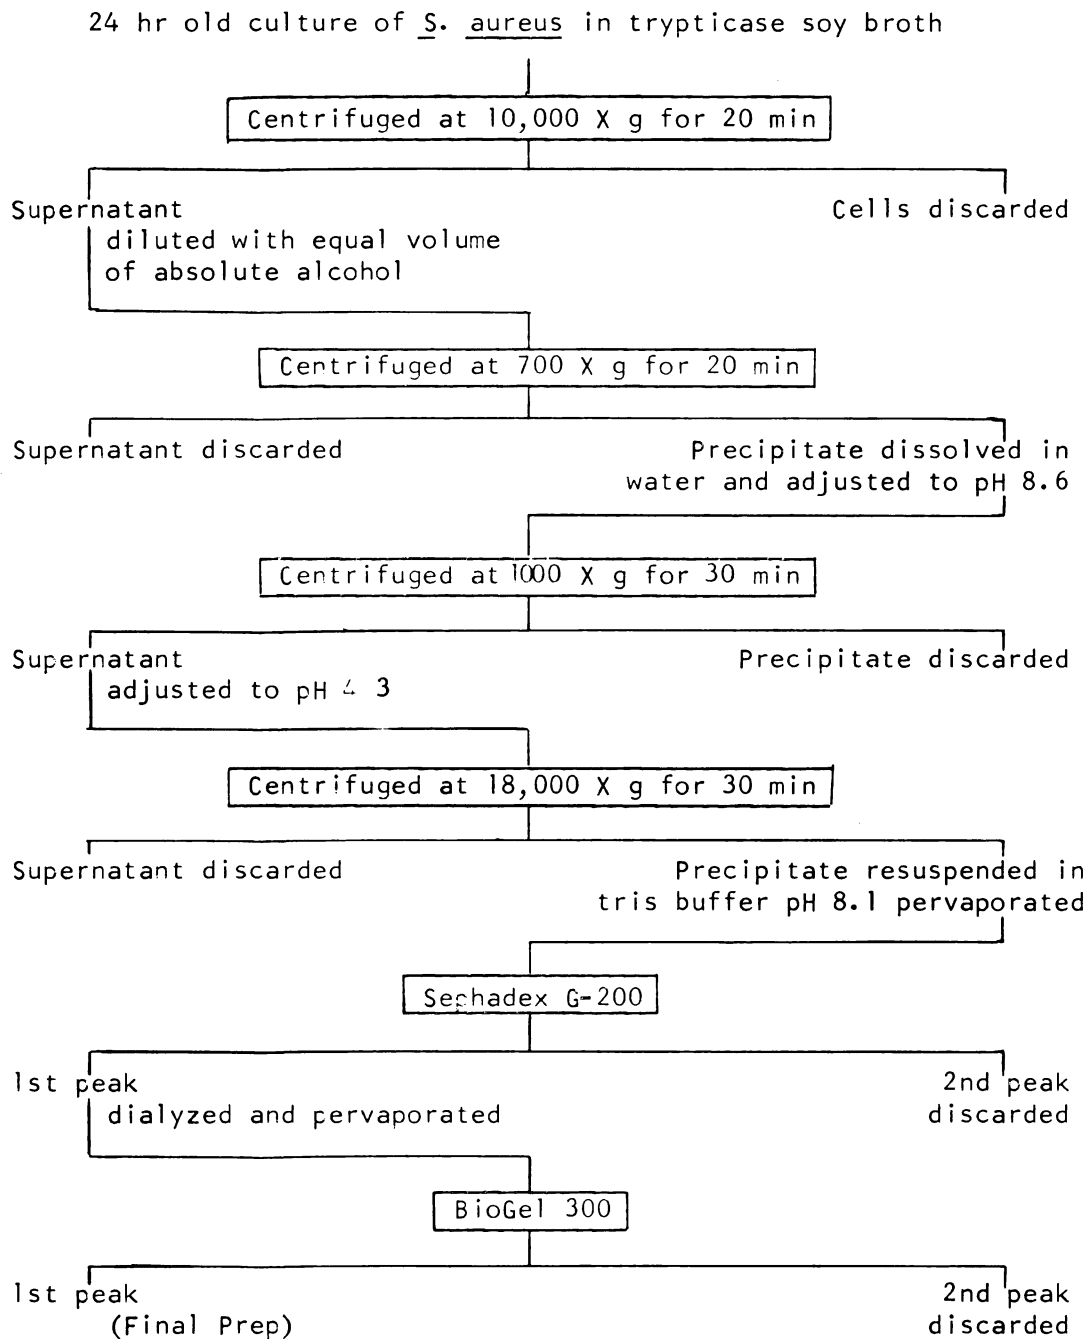 24 hr old culture of S. aureus in trypticase soy broth
Centrifuged at 10,000 X g for 20 min
Supernatant
diluted with equal volume
of absolute alcohol
Cells discarded
Centrifuged at 700 X g for 20 min
Supernatant discarded
Precipitate dissolved in
water and adjusted to pH 8.6
Centrifuged at 1000 X g for 30 min
Supernatant
adjusted to pH 4 3
Precipitate discarded
Centrifuged at 18,000 X g for 30 min
Supernatant discarded
Precipitate resuspended in
tris buffer pH 8.1 pervaporated
Sephadex G-200
1st peak
dialyzed and pervaporated
2nd peak
discarded
BioGel 300
1st peak
(Final Prep)
2nd peak
discarded